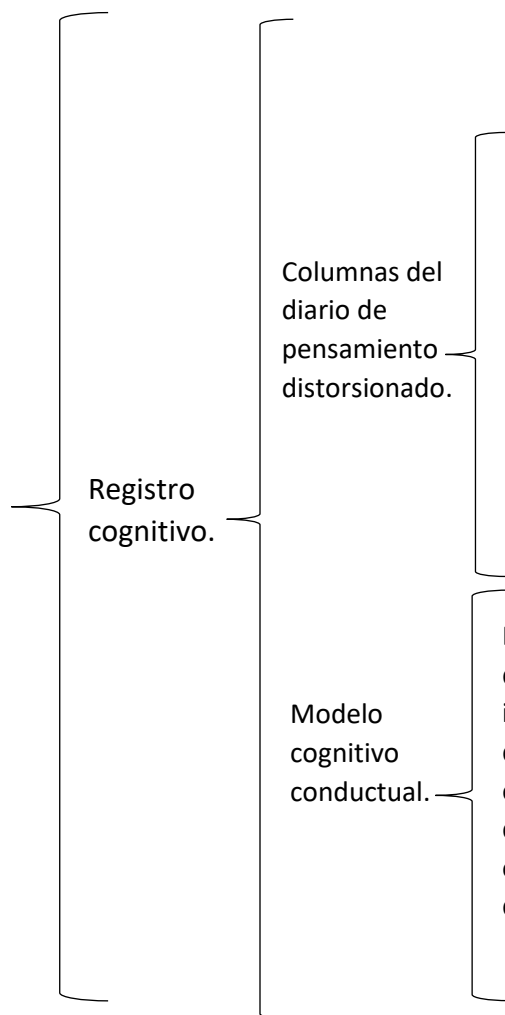 Columnas del
diario de
pensamiento
distorsionado.
Registro
cognitivo.
Modelo
cognitivo
conductual.